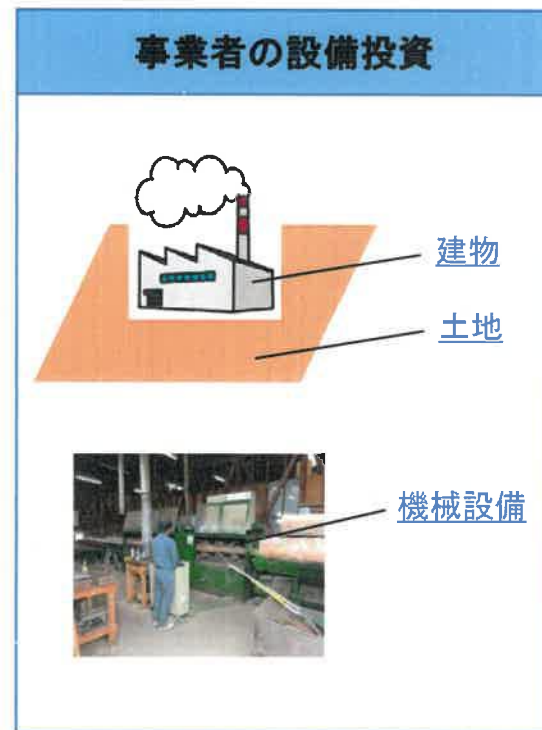 事業者の設備投資
建物
土地
機械設備